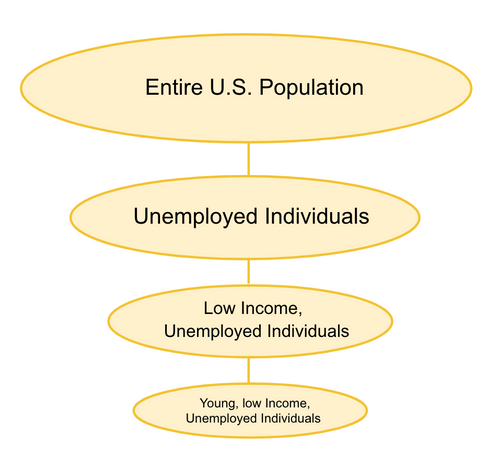 Entire U.S. Population
Unemployed Individuals
Low Income,
Unemployed Individuals
Young, low Income,
Unemployed Individuals